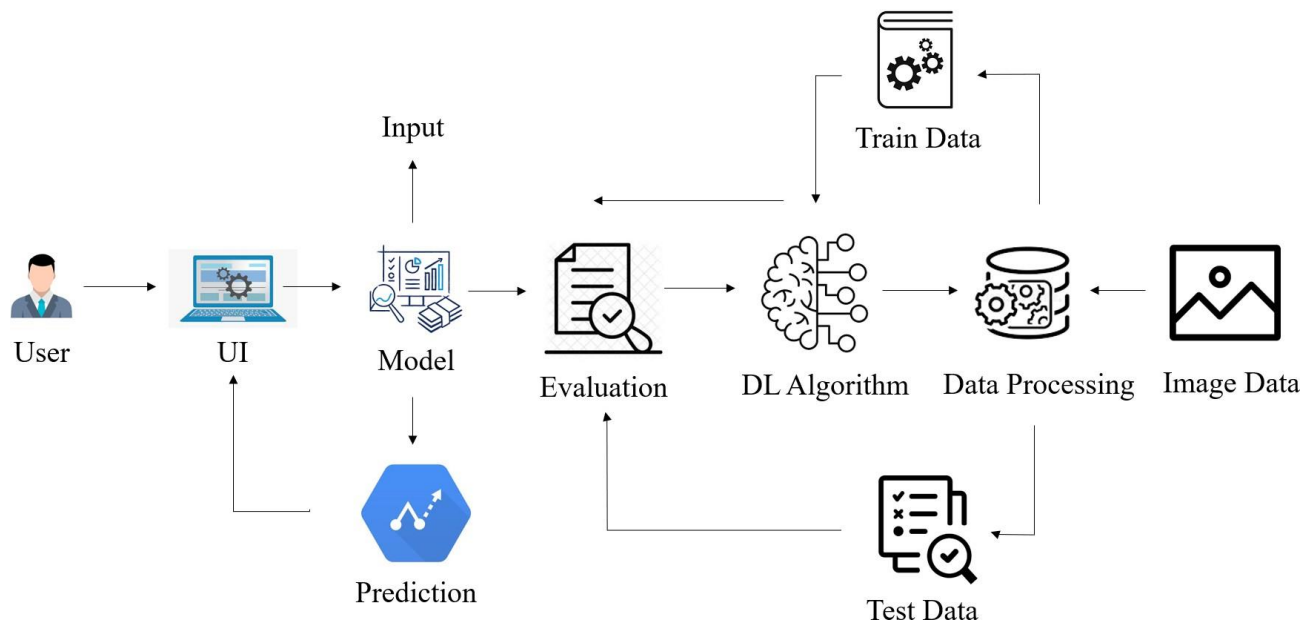 Train Data
Input
User
UI
Model
Evaluation
DL Algorithm
Data Processing
Image Data
Prediction
Test Data